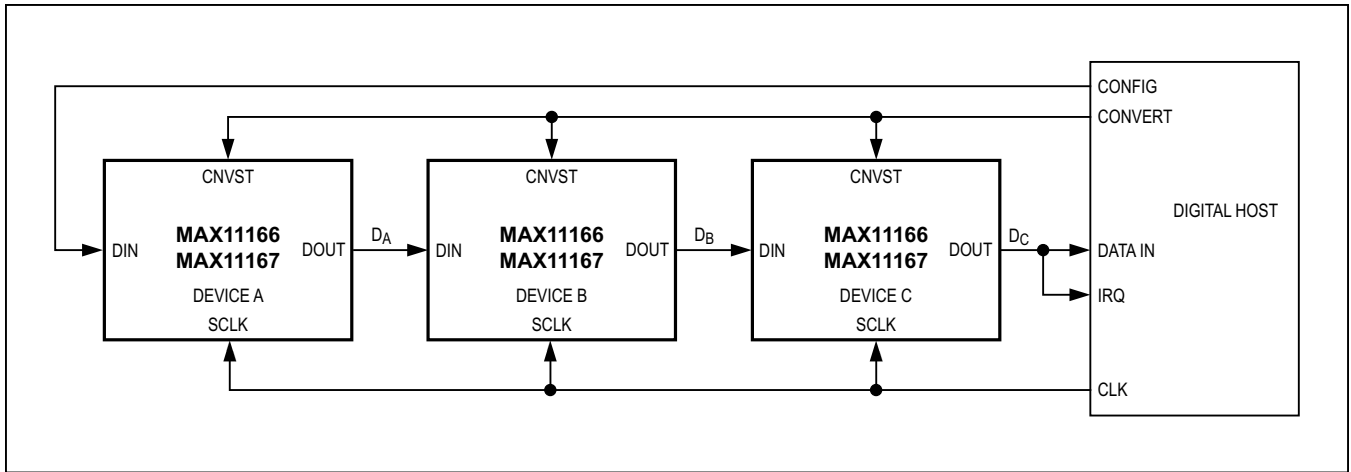 CONFIG
CONVERT
CNVST
CNVST
CNVST
DIGITAL HOST
DIN
MAX11166
MAX11167
DOUT
DA
DIN
MAX11166
MAX11167
DOUT
DB
DIN
MAX11166
MAX11167
DOUT
DC
DATA IN
IRQ
DEVICE A
DEVICE B
DEVICE C
SCLK
SCLK
SCLK
CLK